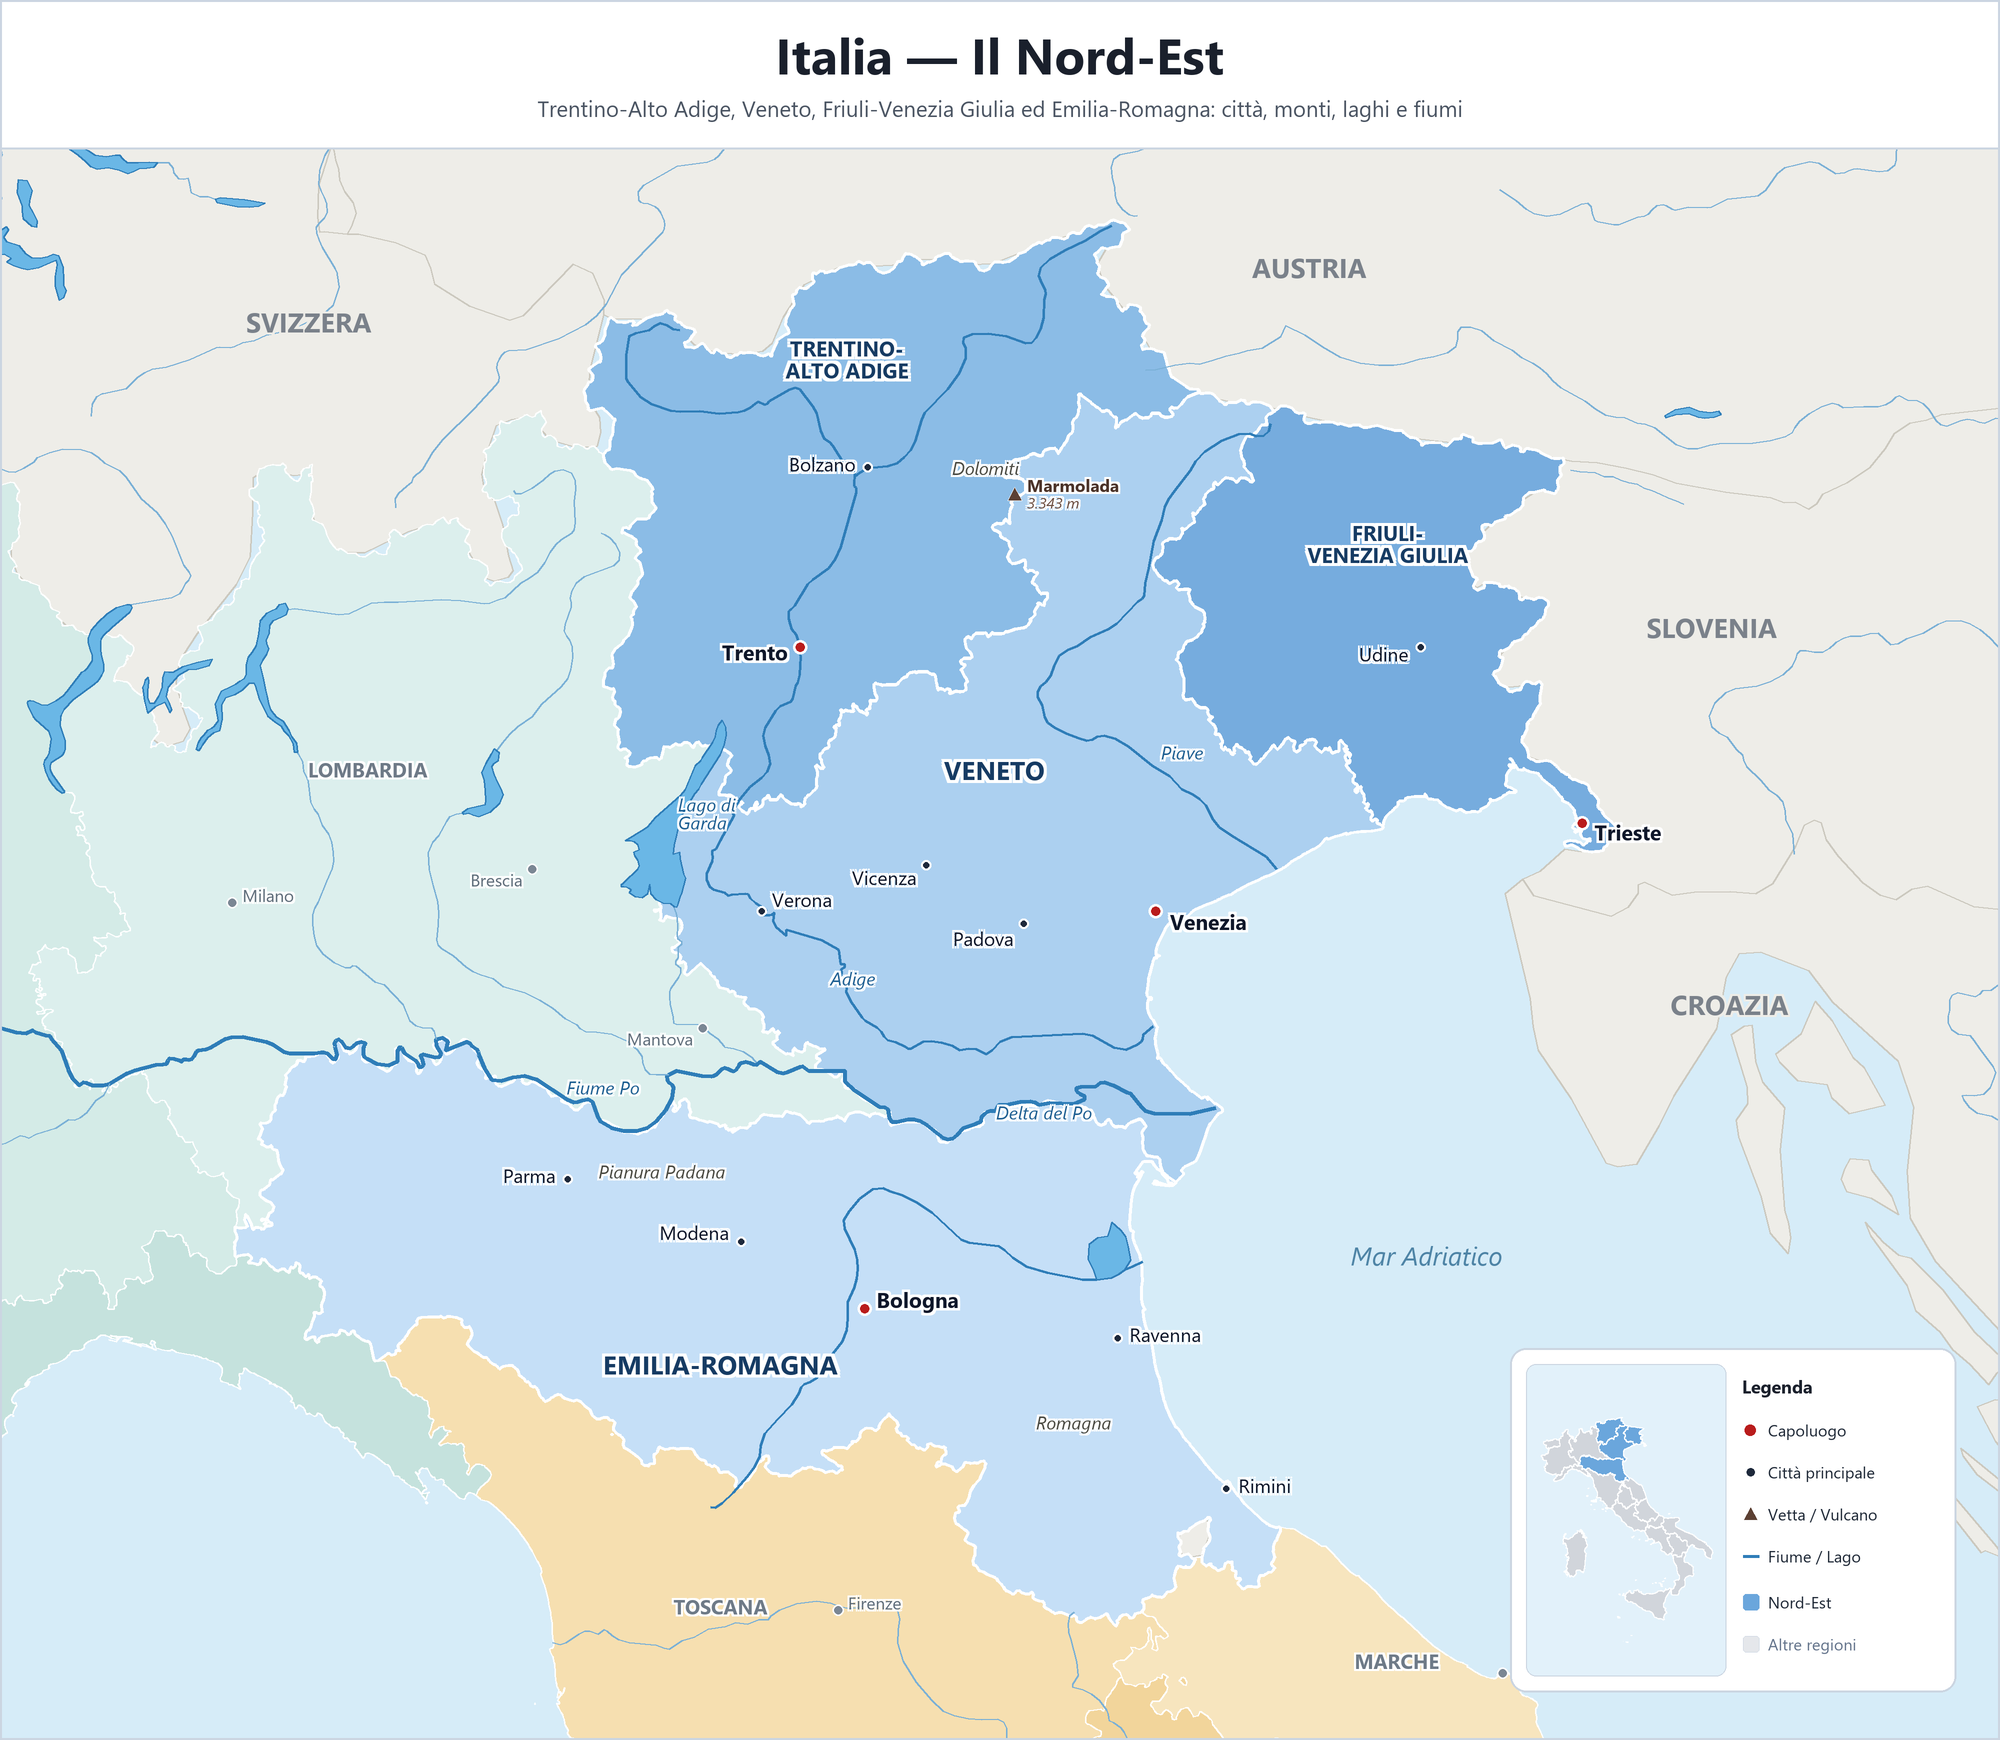 Italia — Il Nord-Est
Trentino-Alto Adige, Veneto, Friuli-Venezia Giulia ed Emilia-Romagna: città, monti, laghi e fiumi
AUSTRIA
SVIZZERA
TRENTINO-
ALTO ADIGE
Bolzano
Dolomiti
Marmolada
3.343 m
FRIULI-
VENEZIA GIULIA
SLOVENIA
Trento
Udine
LOMBARDIA
VENETO
Piave
Lago di
Garda
Trieste
Vicenza
Brescia
Milano
Verona
Venezia
Padova
Adige
CROAZIA
Mantova
Fiume Po
Delta del Po
Parma
Pianura Padana
Modena
Mar Adriatico
Bologna
Ravenna
EMILIA-ROMAGNA
Romagna
Rimini
TOSCANA
Firenze
MARCHE
Legenda
Capoluogo
Città principale
Vetta / Vulcano
Fiume / Lago
Nord-Est
Altre regioni